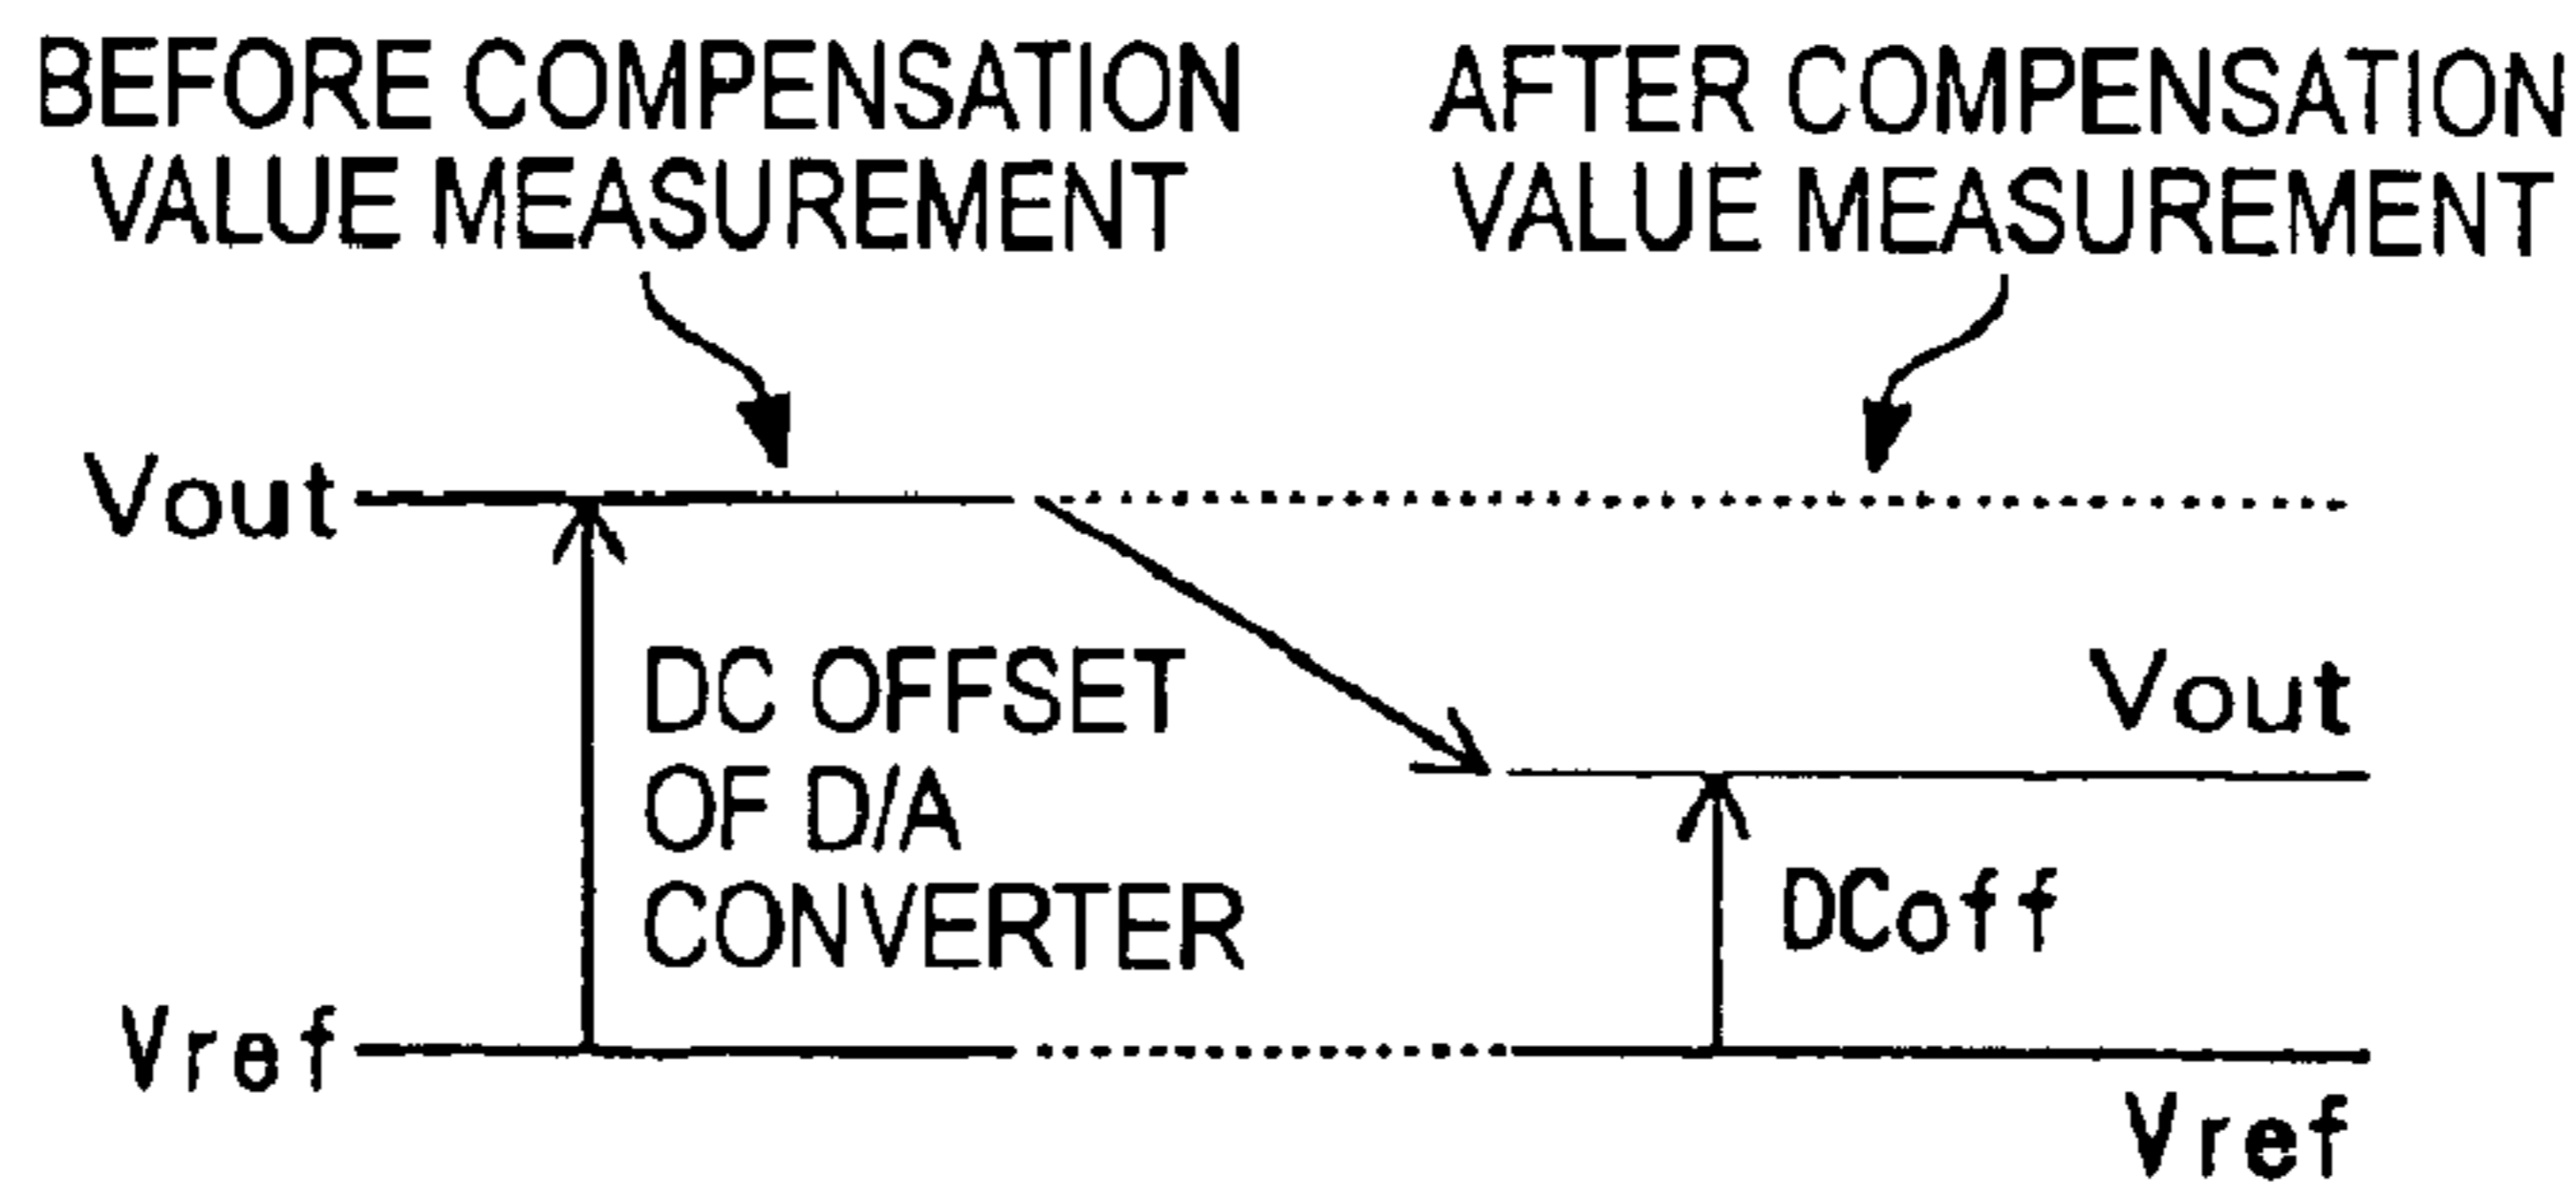 BEFORE COMPENSATION
VALUE MEASUREMENT
AFTER COMPENSATION
VALUE MEASUREMENT
Vout
DC OFFSET
OF D/A
CONVERTER
Vout
DCoff
Vref
Vref